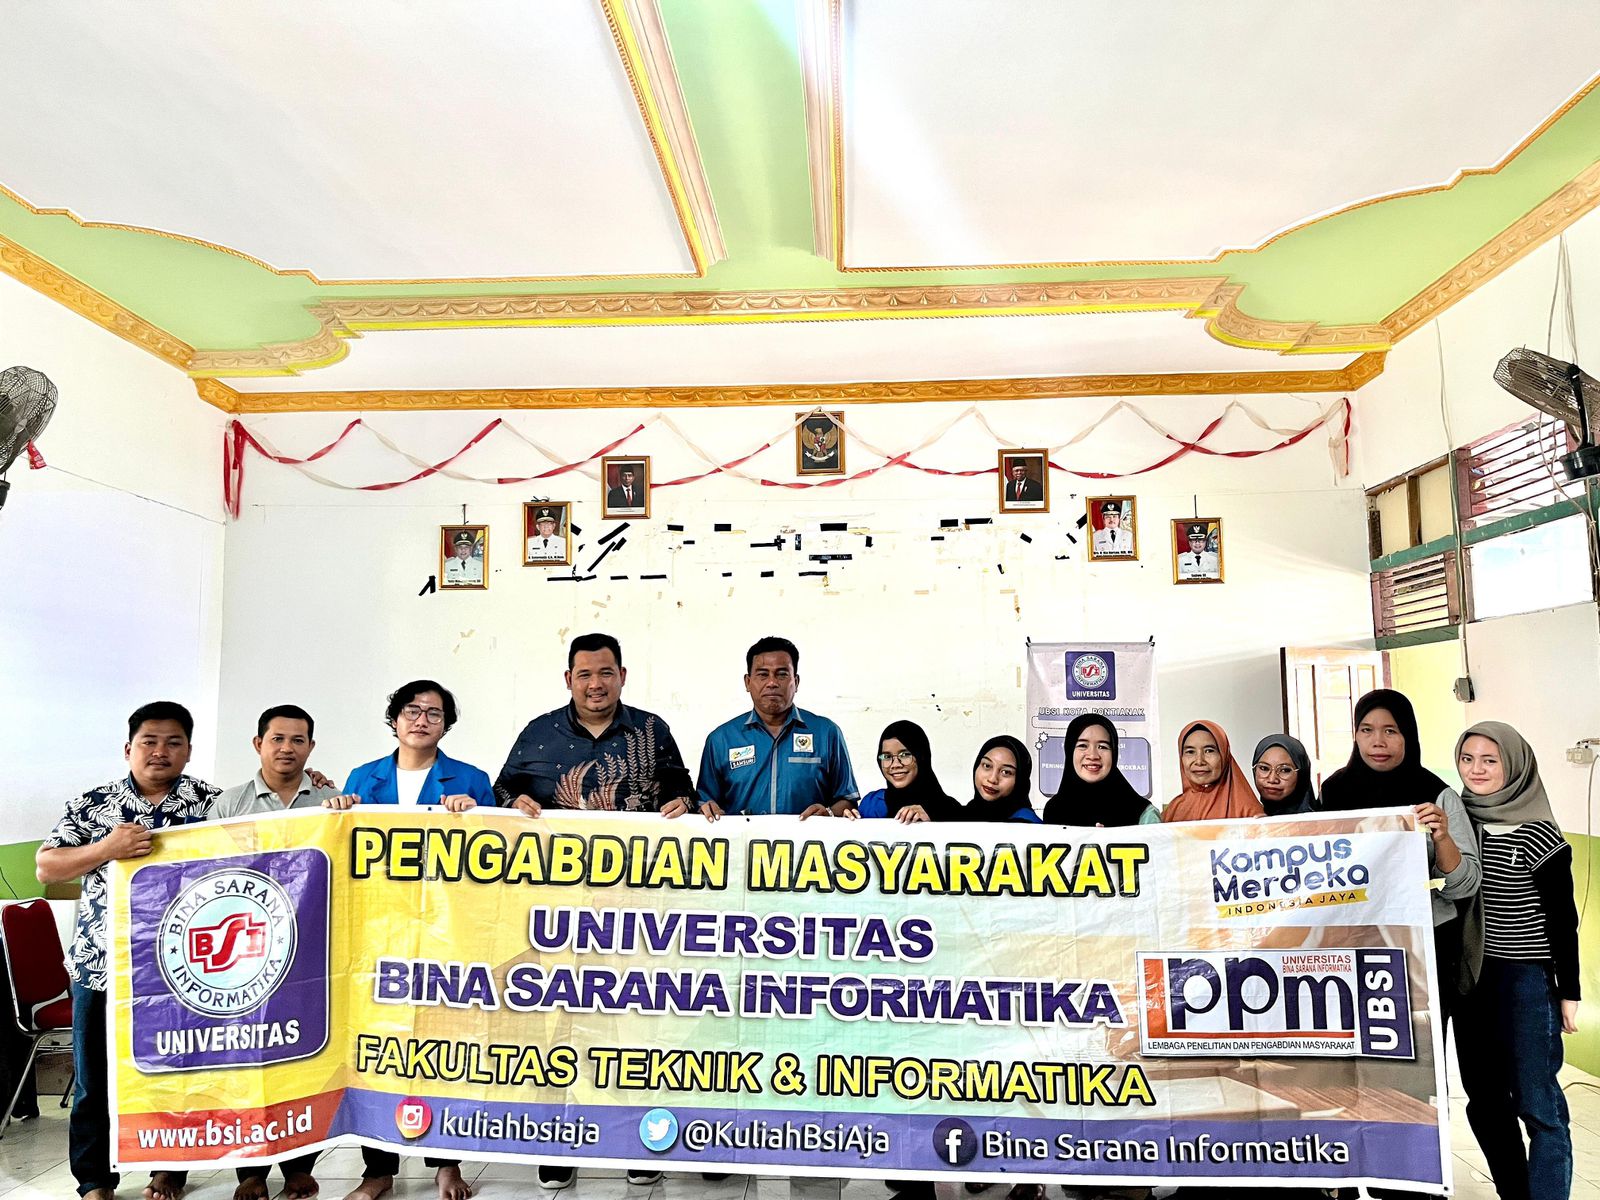 UNIVERSITAS
UBSI KOTA PONTIANAK
PENGABDIAN MASYARAKAT
UNIVERSITAS
BINA SARANA INFORMATIKA
FAKULTAS TEKNIK & INFORMATIKA
BINA SARANA
BSI
INFORMATIKA
UNIVERSITAS
Kampus
Merdeka
INDONESIA JAYA
lppm
UNIVERSITAS
BINA SARANA INFORMATIKA
UBSI
LEMBAGA PENELITIAN DAN PENGABDIAN MASYARAKAT
www.bsi.ac.id
kuliahbsiaja
@KuliahBsiAja
Bina Sarana Informatika